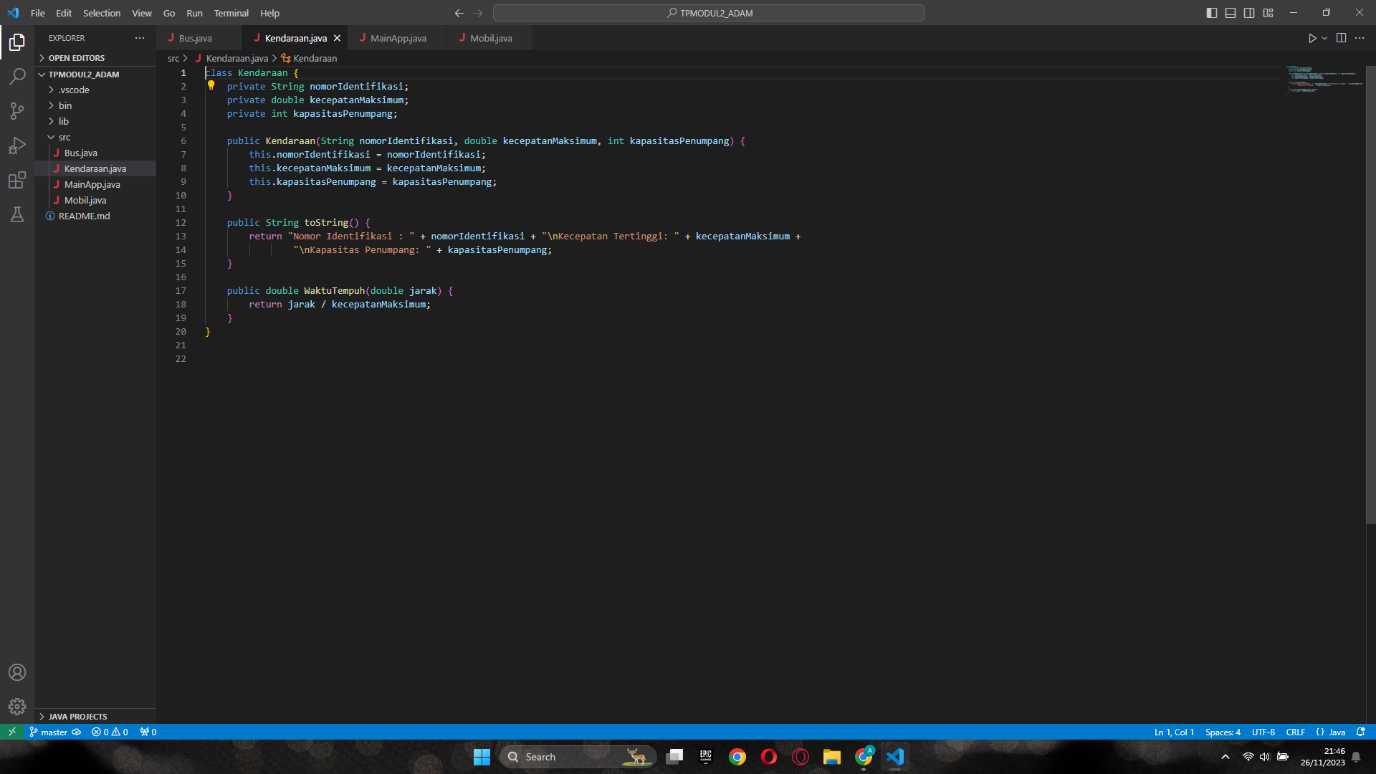 File Edit Selection View Go Run Terminal Help
TPMODUL2_ADAM
EXPLORER
Bus.java
Kendaraan.java
MainApp.java
Mobil.java
OPEN EDITORS
src > Kendaraan.java > Kendaraan
TPMODUL2_ADAM
.vscode
bin
lib
src
Bus.java
Kendaraan.java
MainApp.java
Mobil.java
README.md
1 class Kendaraan {
2 private String nomorIdentifikasi;
3 private double kecepatanMaksimum;
4 private int kapasitasPenumpang;
5
6 public Kendaraan(String nomorIdentifikasi, double kecepatanMaksimum, int kapasitasPenumpang) {
7 this.nomorIdentifikasi = nomorIdentifikasi;
8 this.kecepatanMaksimum = kecepatanMaksimum;
9 this.kapasitasPenumpang = kapasitasPenumpang;
10 }
11
12 public String toString() {
13 return "Nomor Identifikasi : " + nomorIdentifikasi + "\nKecepatan Tertinggi: " + kecepatanMaksimum +
14 "\nKapasitas Penumpang: " + kapasitasPenumpang;
15 }
16
17 public double WaktuTempuh(double jarak) {
18 return jarak / kecepatanMaksimum;
19 }
20 }
21
22
JAVA PROJECTS
master 0 0 0
Ln 1, Col 1 Spaces: 4 UTF-8 CRLF {} Java
Search
EPIC GAMES
A
21:46
26/11/2023